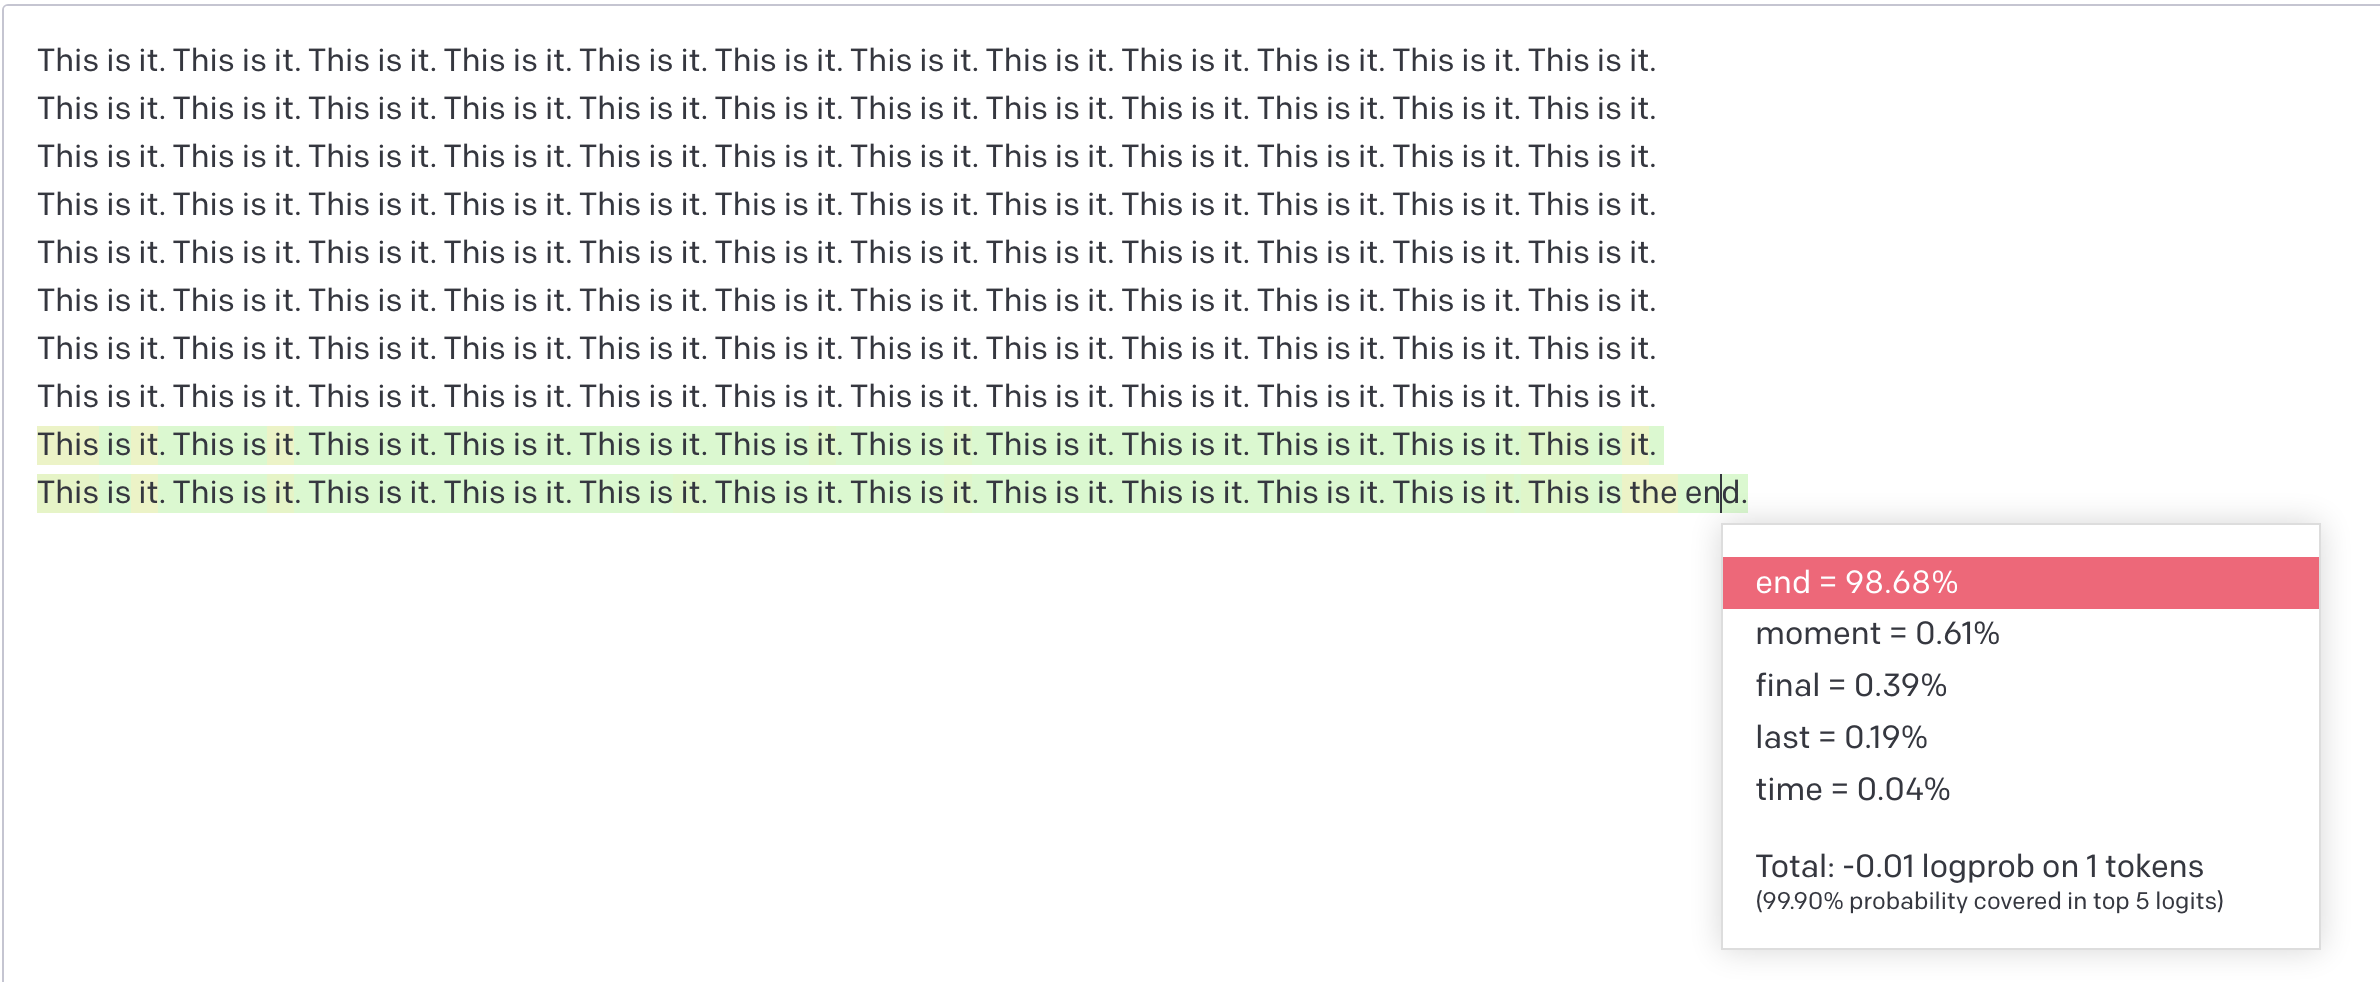 This is it. This is it. This is it. This is it. This is it. This is it. This is it. This is it. This is it. This is it. This is it. This is it.
This is it. This is it. This is it. This is it. This is it. This is it. This is it. This is it. This is it. This is it. This is it. This is it.
This is it. This is it. This is it. This is it. This is it. This is it. This is it. This is it. This is it. This is it. This is it. This is it.
This is it. This is it. This is it. This is it. This is it. This is it. This is it. This is it. This is it. This is it. This is it. This is it.
This is it. This is it. This is it. This is it. This is it. This is it. This is it. This is it. This is it. This is it. This is it. This is it.
This is it. This is it. This is it. This is it. This is it. This is it. This is it. This is it. This is it. This is it. This is it. This is it.
This is it. This is it. This is it. This is it. This is it. This is it. This is it. This is it. This is it. This is it. This is it. This is it.
This is it. This is it. This is it. This is it. This is it. This is it. This is it. This is it. This is it. This is it. This is it. This is it.
This is it. This is it. This is it. This is it. This is it. This is it. This is it. This is it. This is it. This is it. This is it. This is it.
This is it. This is it. This is it. This is it. This is it. This is it. This is it. This is it. This is it. This is it. This is it. This is the end.
end = 98.68%
moment = 0.61%
final = 0.39%
last = 0.19%
time = 0.04%
Total: -0.01 logprob on 1 tokens
(99.90% probability covered in top 5 logits)